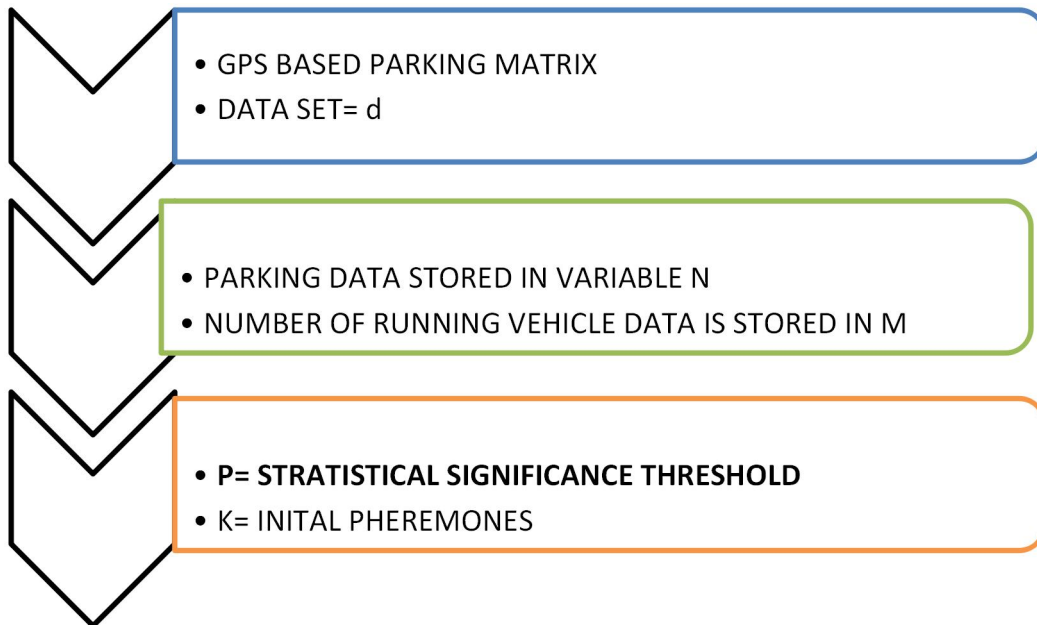 • GPS BASED PARKING MATRIX
• DATA SET= d
• PARKING DATA STORED IN VARIABLE N
• NUMBER OF RUNNING VEHICLE DATA IS STORED IN M
• P= STRATISTICAL SIGNIFICANCE THRESHOLD
• K= INITAL PHEREMONES